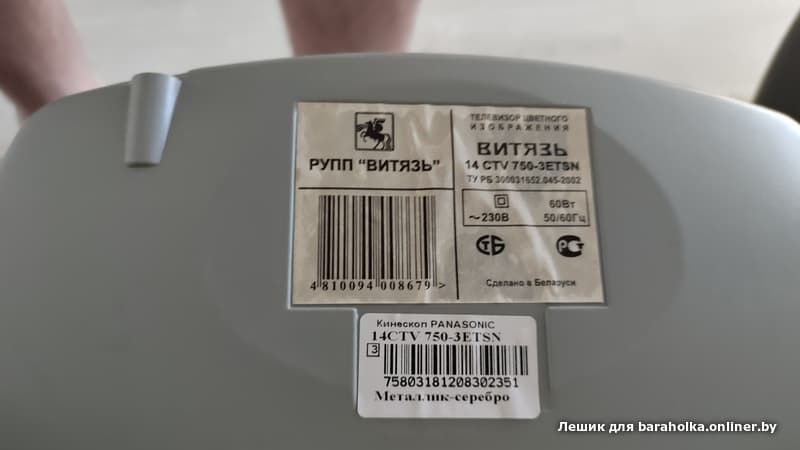 РУПП "ВИТЯЗЬ"
4 810094 008679 >
ТЕЛЕВИЗОР ЦВЕТНОГО
ИЗОБРАЖЕНИЯ
ВИТЯЗЬ
14 CTV 750-3ETSN
ТУ РБ 300031652.045-2002
60Вт
~230В 50/60Гц
СТБ РСТ
Сделано в Беларуси
Кинескоп PANASONIC
14CTV 750-3ETSN
3
75803181208302351
Металлик-серебро
Лешик для baraholka.onliner.by